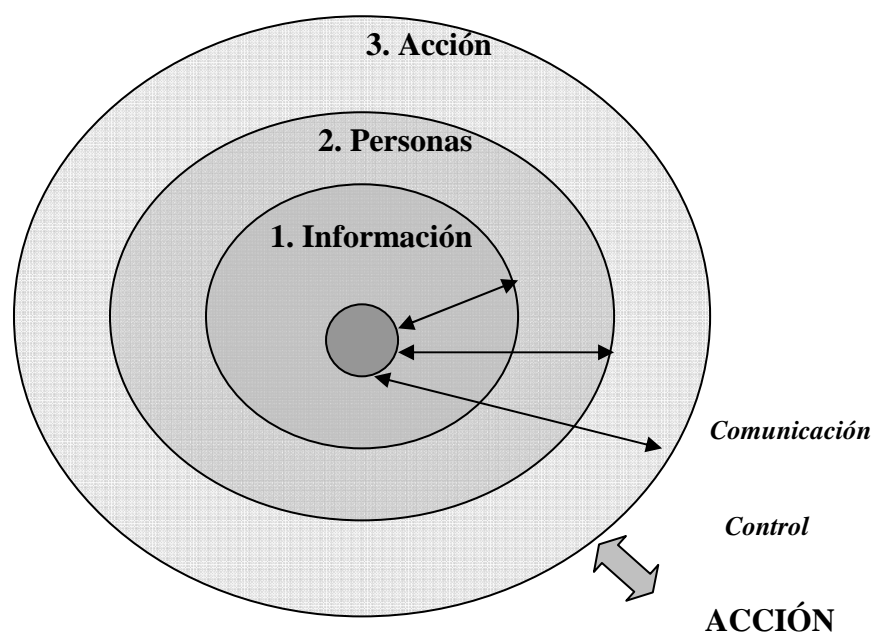 3. Acción
2. Personas
1. Información
Comunicación
Control
ACCIÓN